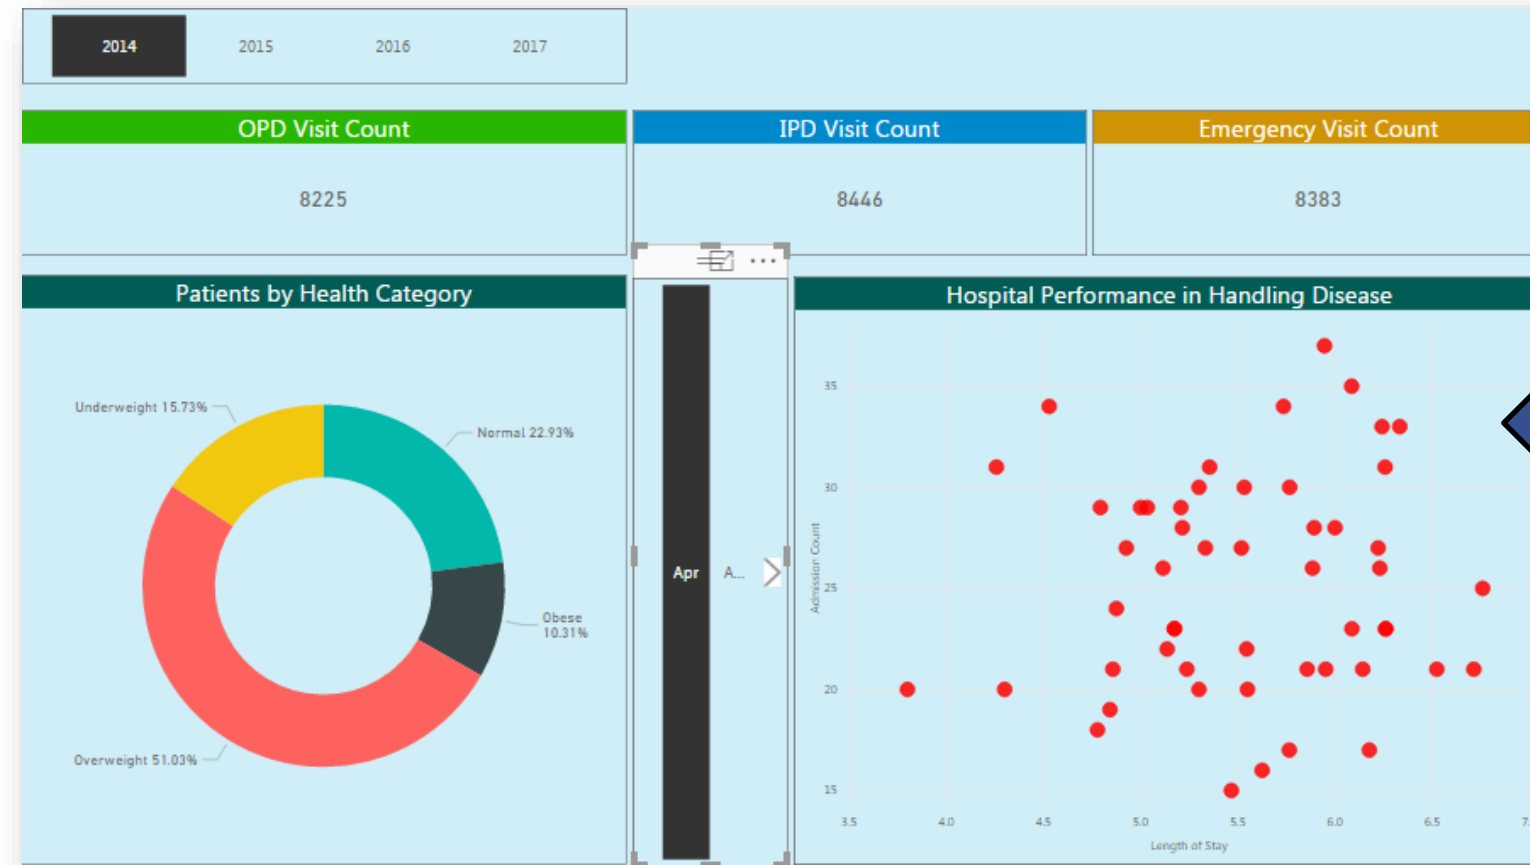 2014 2015 2016 2017
OPD Visit Count
IPD Visit Count
Emergency Visit Count
8225
8446
8383
Patients by Health Category
Underweight 15.73%
Normal 22.93%
Obese
10.31%
Overweight 51.03%
Apr A...
Hospital Performance in Handling Disease
Admission Count
35
30
25
20
15
3.5 4.0 4.5 5.0 5.5 6.0 6.5
Length of Stay